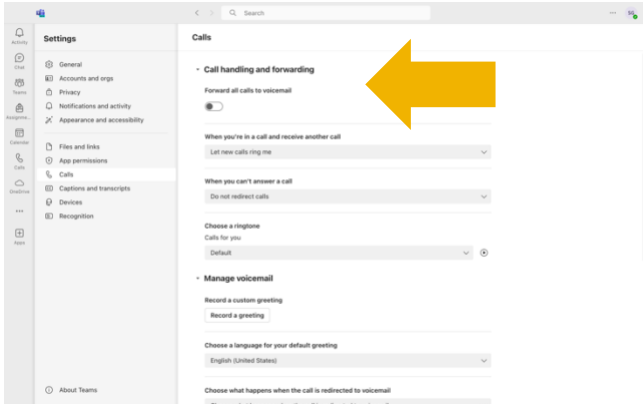 Search
SG
Activity
Chat
Teams
Assignme...
Calendar
Calls
OneDrive
Apps
Settings
General
Accounts and orgs
Privacy
Notifications and activity
Appearance and accessibility
Files and links
App permissions
Calls
Captions and transcripts
Devices
Recognition
About Teams
Calls
Call handling and forwarding
Forward all calls to voicemail
When you're in a call and receive another call
Let new calls ring me
When you can't answer a call
Do not redirect calls
Choose a ringtone
Calls for you
Default
Manage voicemail
Record a custom greeting
Record a greeting
Choose a language for your default greeting
English (United States)
Choose what happens when the call is redirected to voicemail